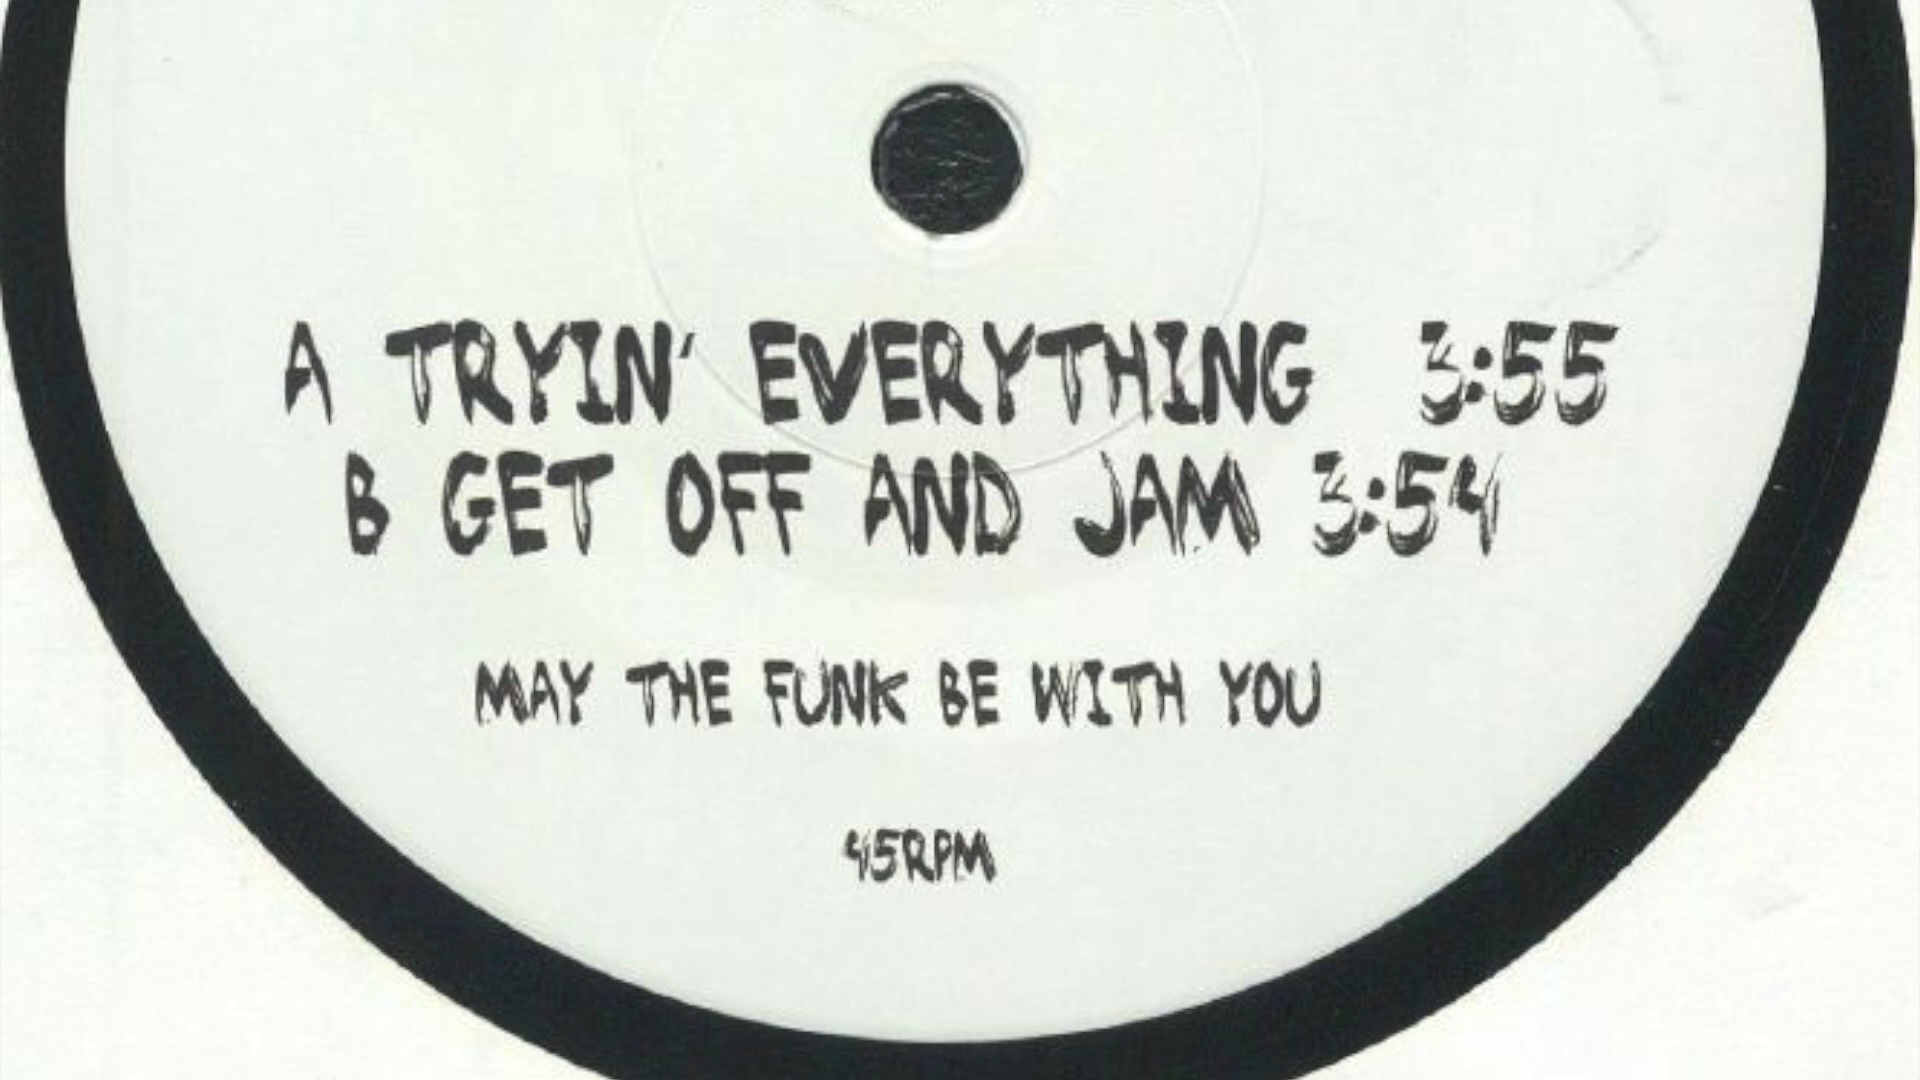 A TRYIN' EVERYTHING 3:55
B GET OFF AND JAM 3:54
MAY THE FUNK BE WITH YOU
45RPM